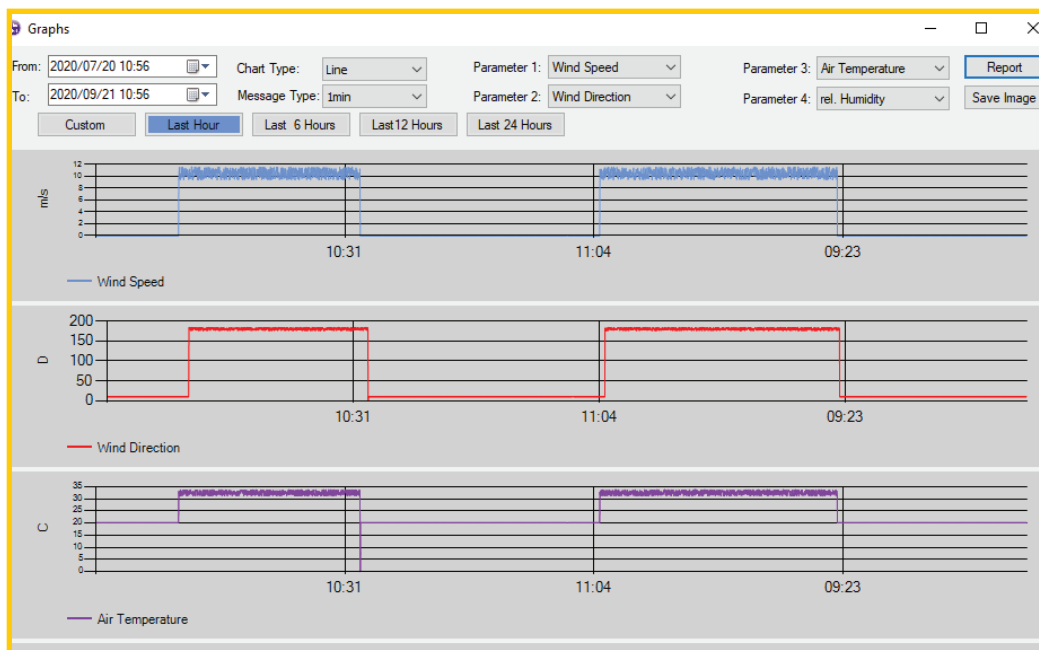 Graphs
From: 2020/07/20 10:56 Chart Type: Line Parameter 1: Wind Speed Parameter 3: Air Temperature Report
To: 2020/09/21 10:56 Message Type: 1min Parameter 2: Wind Direction Parameter 4: rel. Humidity Save Image
Custom Last Hour Last 6 Hours Last12 Hours Last 24 Hours
m/s
12
10
8
6
4
2
0
10:31 11:04 09:23
Wind Speed
D
200
150
100
50
0
10:31 11:04 09:23
Wind Direction
C
35
30
25
20
15
10
5
0
10:31 11:04 09:23
Air Temperature